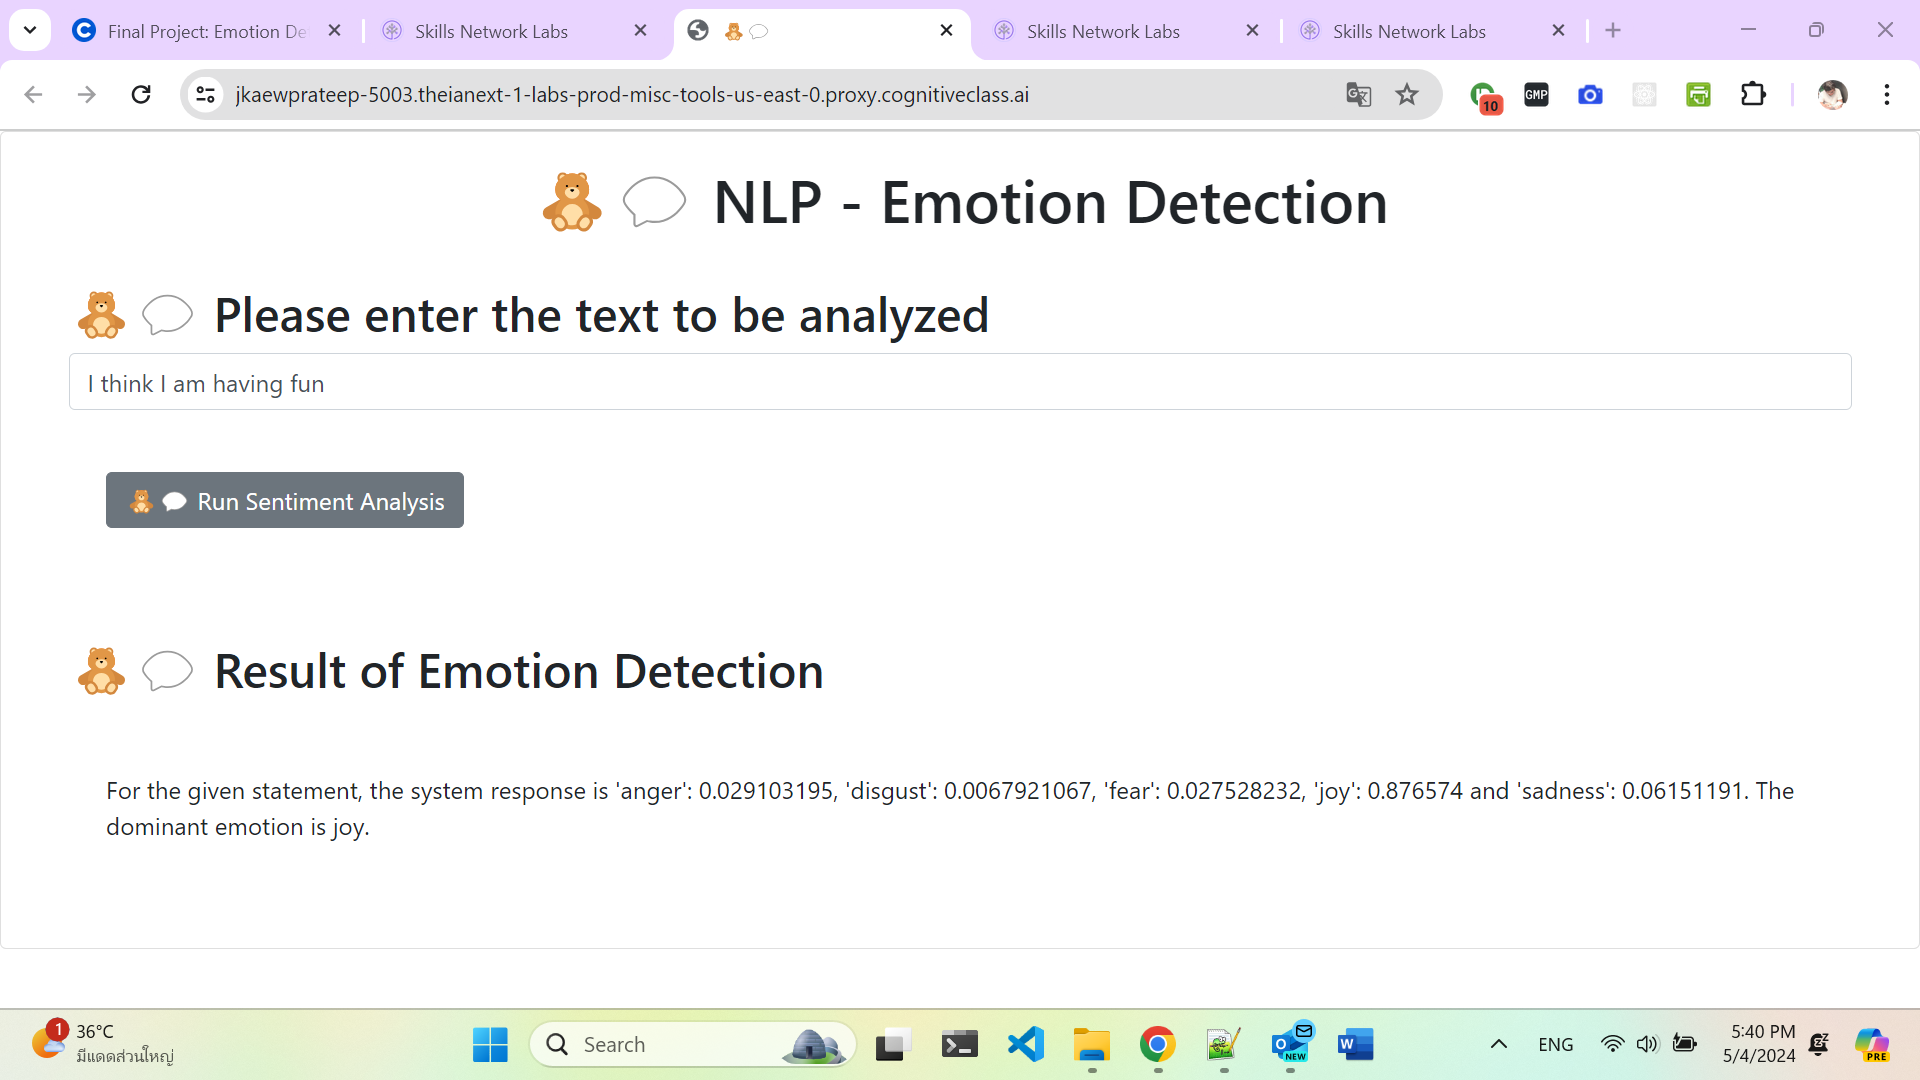 Final Project: Emotion De
Skills Network Labs
Skills Network Labs
Skills Network Labs
jkaewprateep-5003.theianext-1-labs-prod-misc-tools-us-east-0.proxy.cognitiveclass.ai
10
GMP
NLP - Emotion Detection
Please enter the text to be analyzed
I think I am having fun
Run Sentiment Analysis
Result of Emotion Detection
For the given statement, the system response is 'anger': 0.029103195, 'disgust': 0.0067921067, 'fear': 0.027528232, 'joy': 0.876574 and 'sadness': 0.06151191. The
dominant emotion is joy.
1
36°C
มีแดดส่วนใหญ่
Search
NEW
ENG
5:40 PM
5/4/2024
PRE